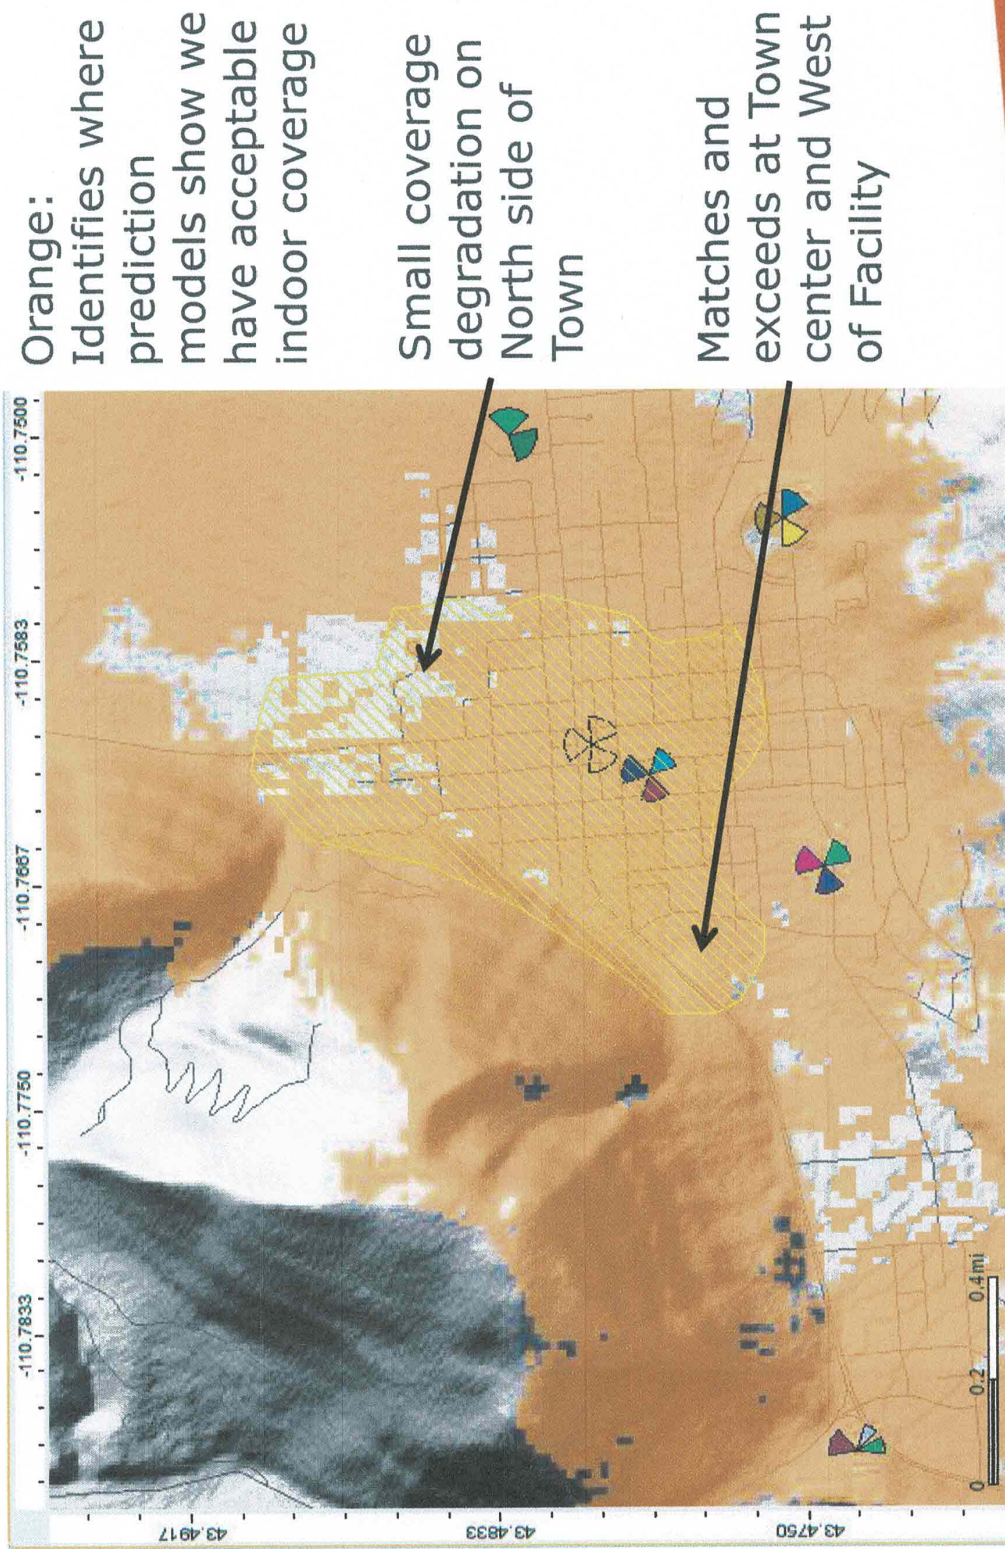 Orange:
Identifies where
prediction
models show we
have acceptable
indoor coverage
Small coverage
degradation on
North side of
Town
Matches and
exceeds at Town
center and West
of Facility
-110.7833
-110.7750
-110.7667
-110.7583
-110.7500
43.4917
43.4833
43.4750
0 0.2 0.4mi